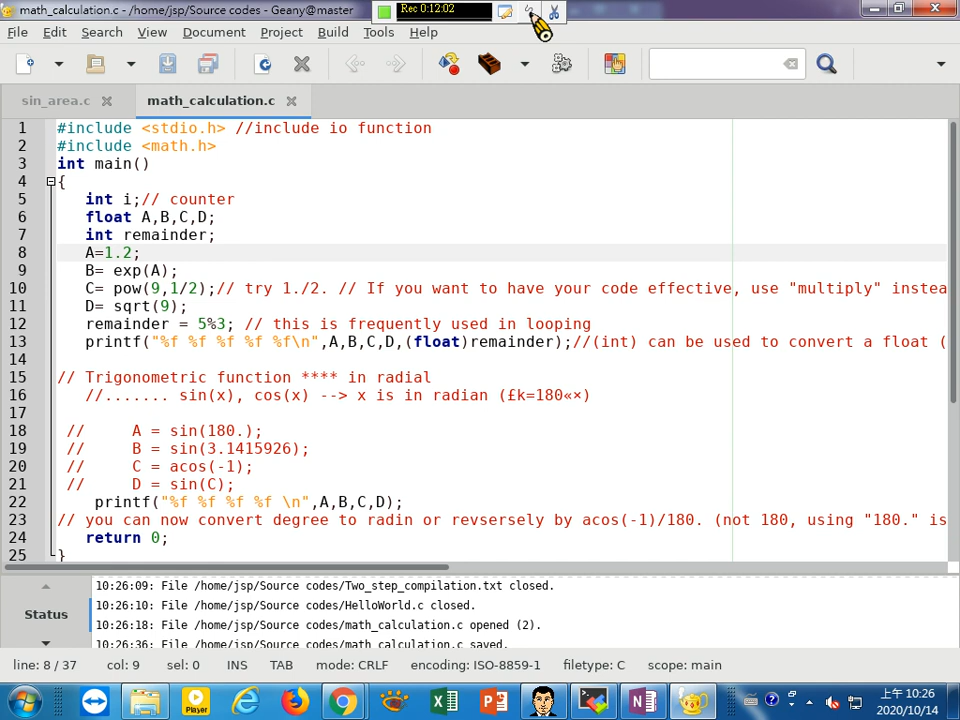 math_calculation.c - /home/jsp/Source codes - Geany@master
Rec 0:12:02
File Edit Search View Document Project Build Tools Help
sin_area.c
math_calculation.c
1 #include <stdio.h> //include io function
2 #include <math.h>
3 int main()
4 {
5 int i;// counter
6 float A,B,C,D;
7 int remainder;
8 A=1.2;
9 B= exp(A);
10 C= pow(9,1/2);// try 1./2. // If you want to have your code effective, use "multiply" instea
11 D= sqrt(9);
12 remainder = 5%3; // this is frequently used in looping
13 printf("%f %f %f %f %f\n",A,B,C,D,(float)remainder);//(int) can be used to convert a float (
14
15 // Trigonometric function **** in radial
16 //....... sin(x), cos(x) --> x is in radian (£k=180«×)
17
18 // A = sin(180.);
19 // B = sin(3.1415926);
20 // C = acos(-1);
21 // D = sin(C);
22 printf("%f %f %f %f \n",A,B,C,D);
23 // you can now convert degree to radin or revsersely by acos(-1)/180. (not 180, using "180." is
24 return 0;
25 }
Status
10:26:09: File /home/jsp/Source codes/Two_step_compilation.txt closed.
10:26:10: File /home/jsp/Source codes/HelloWorld.c closed.
10:26:18: File /home/jsp/Source codes/math_calculation.c opened (2).
10:26:36: File /home/jsp/Source codes/math_calculation.c saved.
line: 8 / 37 col: 9 sel: 0 INS TAB mode: CRLF encoding: ISO-8859-1 filetype: C scope: main
Player
上午 10:26
2020/10/14